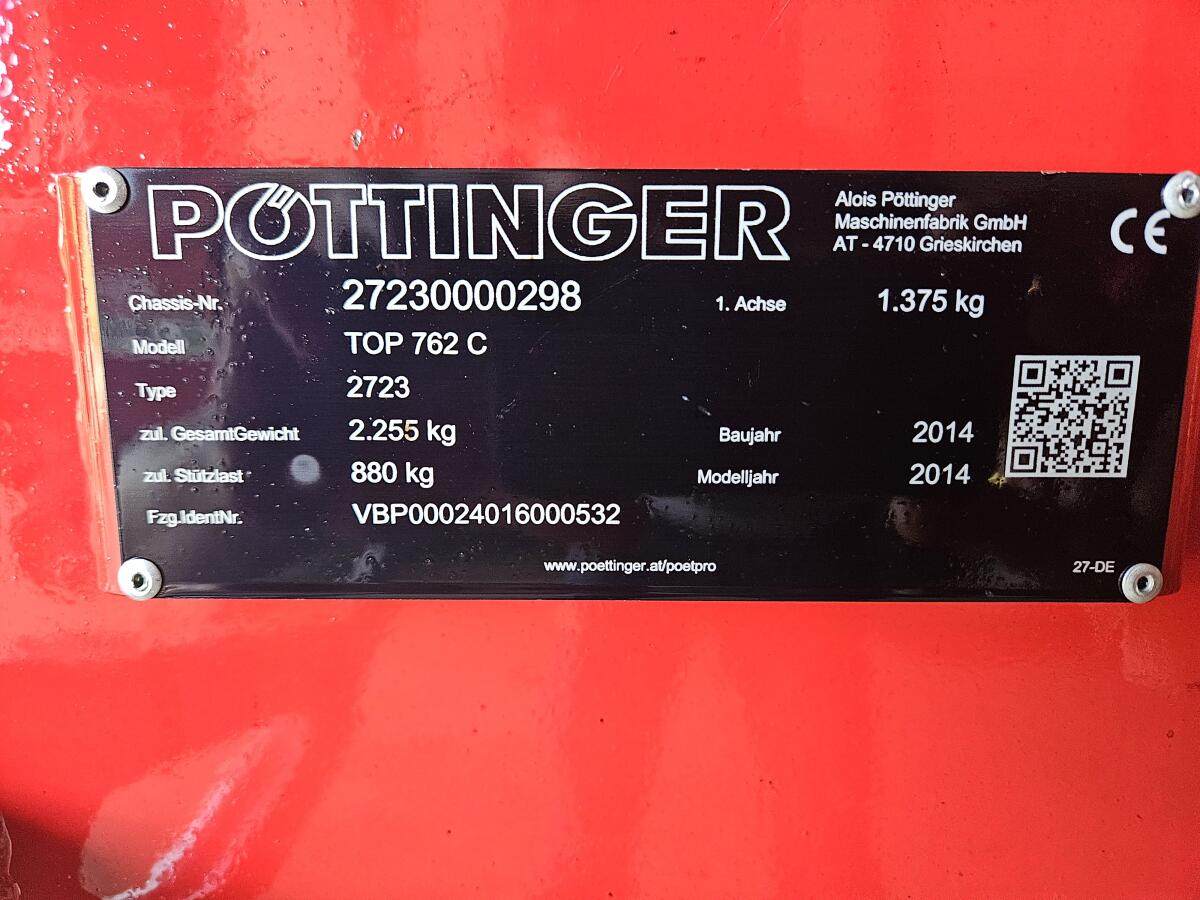 PÖTTINGER
Alois Pöttinger
Maschinenfabrik GmbH
AT - 4710 Grieskirchen
CE
Chassis-Nr. 27230000298 1. Achse 1.375 kg
Modell TOP 762 C
Type 2723
zul. GesamtGewicht 2.255 kg Baujahr 2014
zul. Stützlast 880 kg Modelljahr 2014
Fzg.IdentNr. VBP00024016000532
www.poettinger.at/poetpro 27-DE